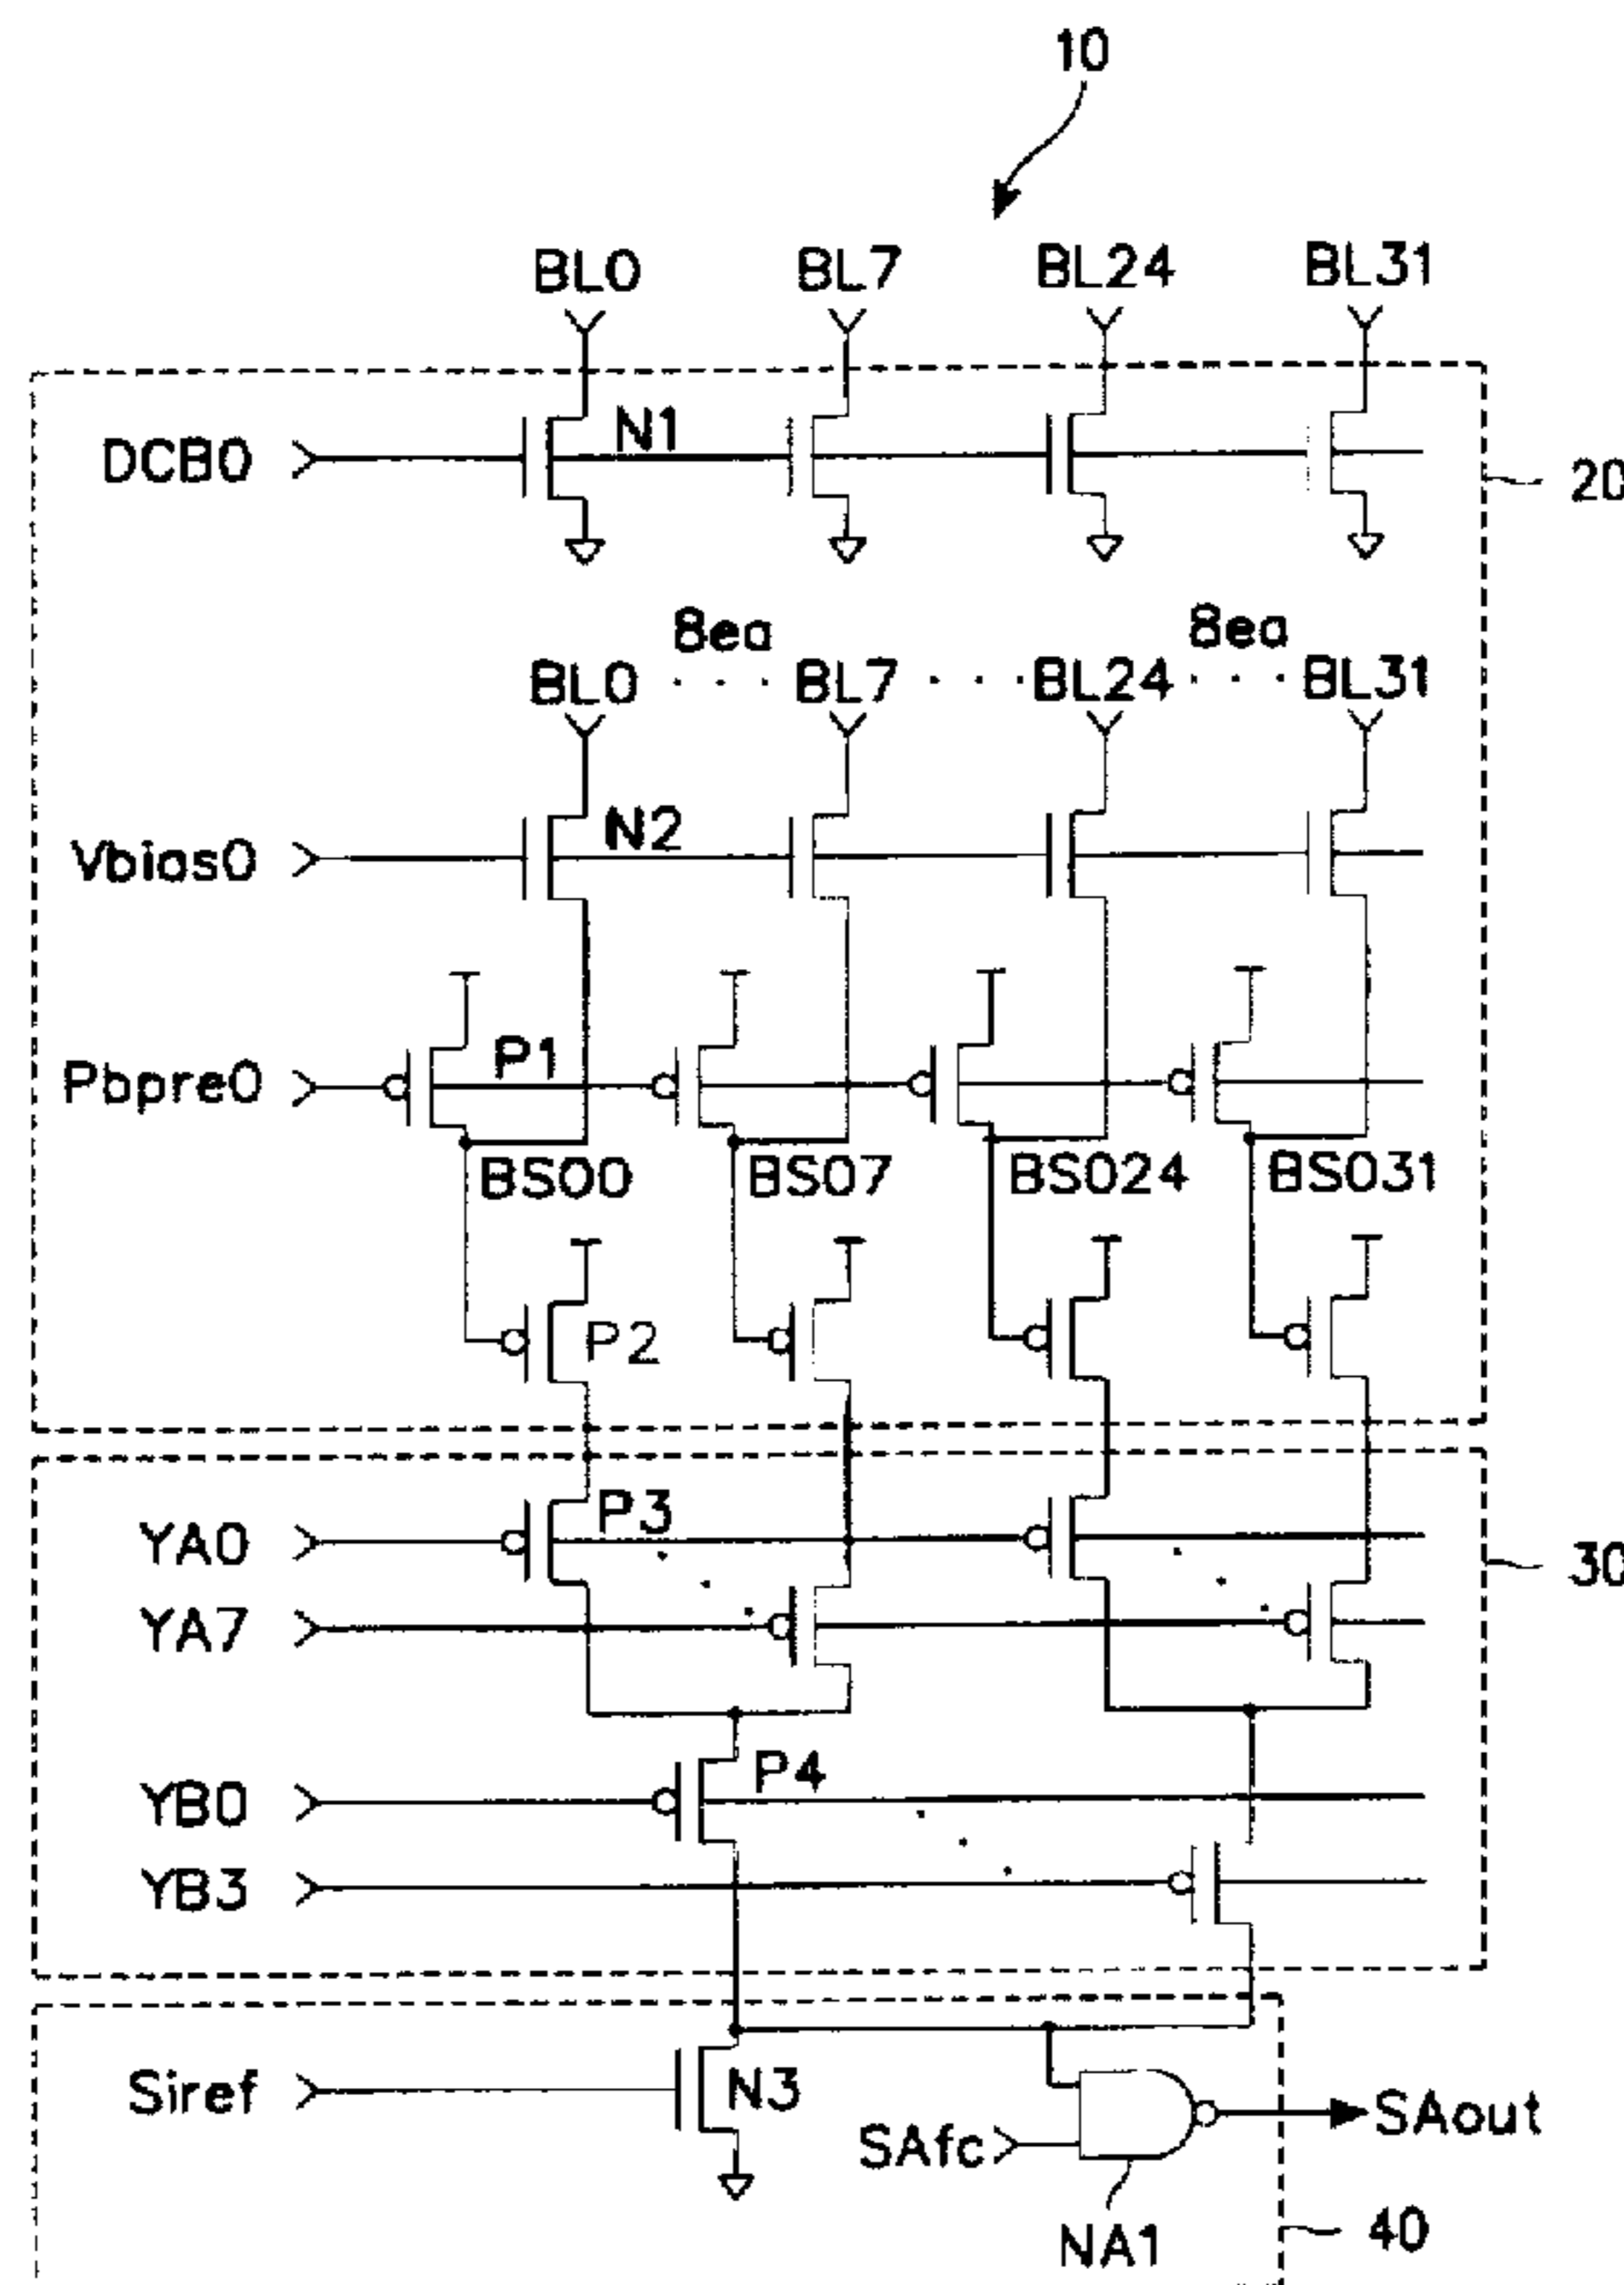 10
BL0 BL7 BL24 BL31
DCB0 N1
20
8ea 8ea
BL0 . . . BL7 . . . BL24 . . . BL31
Vbias0 N2
Pbpre0 P1
BS00 BS07 BS024 BS031
P2
YA0 P3
30
YA7
YB0 P4
YB3
Siref N3
SAfc SAout
NA1 40